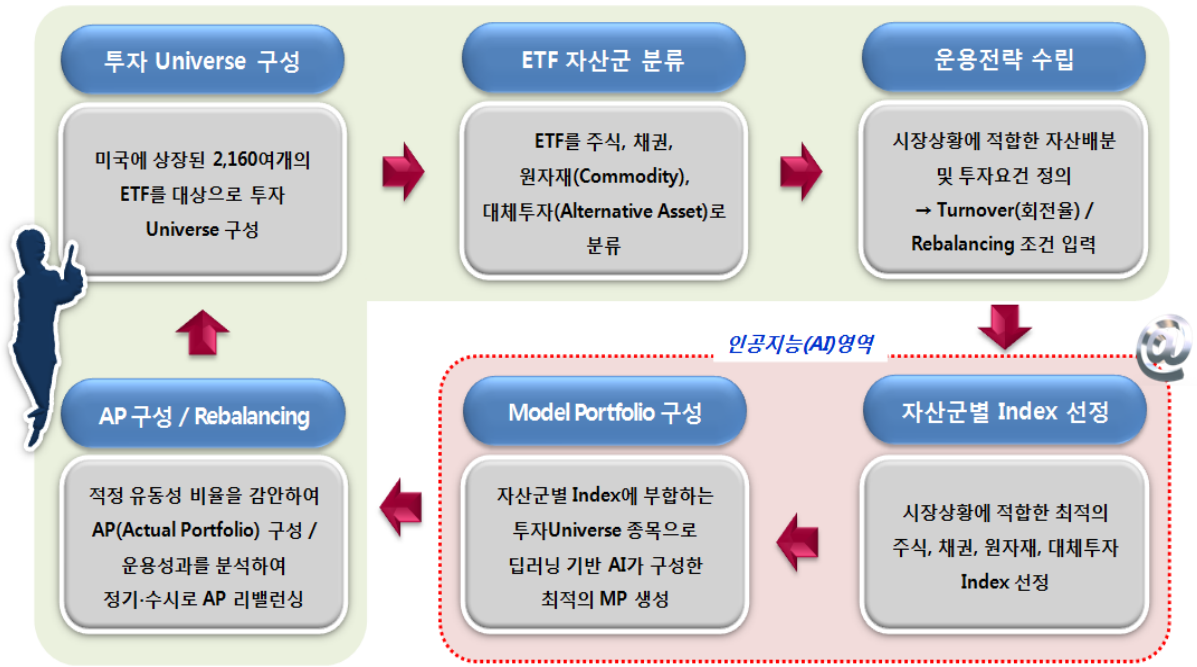 투자 Universe 구성
미국에 상장된 2,160여개의
ETF를 대상으로 투자
Universe 구성
ETF 자산군 분류
ETF를 주식, 채권,
원자재(Commodity),
대체투자(Alternative Asset)로
분류
운용전략 수립
시장상황에 적합한 자산배분
및 투자요건 정의
→ Turnover(회전율) /
Rebalancing 조건 입력
인공지능(AI)영역
@
자산군별 Index 선정
시장상황에 적합한 최적의
주식, 채권, 원자재, 대체투자
Index 선정
Model Portfolio 구성
자산군별 Index에 부합하는
투자Universe 종목으로
딥러닝 기반 AI가 구성한
최적의 MP 생성
AP 구성 / Rebalancing
적정 유동성 비율을 감안하여
AP(Actual Portfolio) 구성 /
운용성과를 분석하여
정기·수시로 AP 리밸런싱